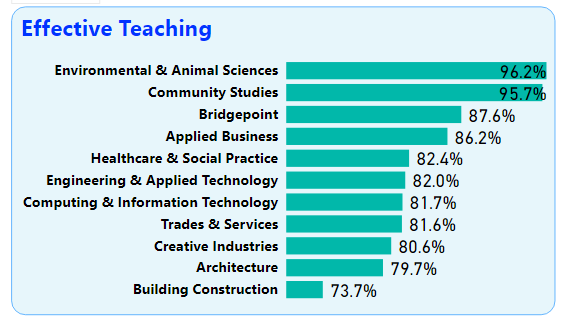 Effective Teaching
Environmental & Animal Sciences 96.2%
Community Studies 95.7%
Bridgepoint 87.6%
Applied Business 86.2%
Healthcare & Social Practice 82.4%
Engineering & Applied Technology 82.0%
Computing & Information Technology 81.7%
Trades & Services 81.6%
Creative Industries 80.6%
Architecture 79.7%
Building Construction 73.7%